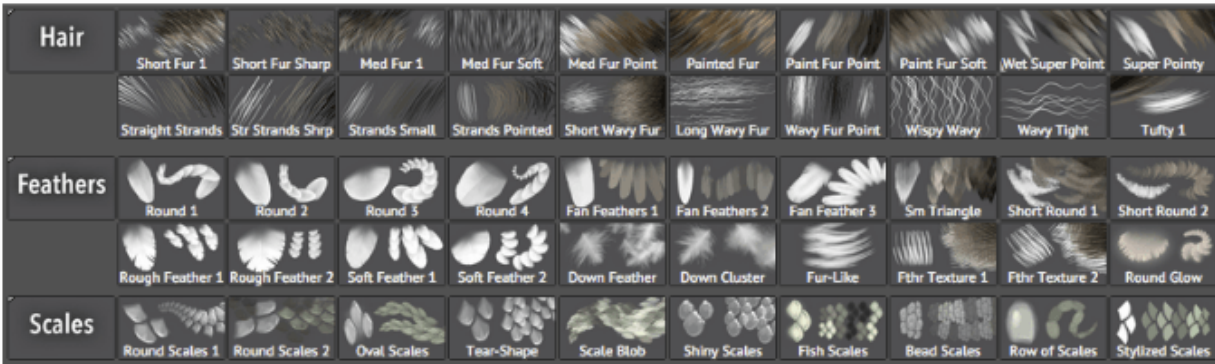 Hair
Short Fur 1 Short Fur Sharp Med Fur 1 Med Fur Soft Med Fur Point Painted Fur Paint Fur Point Paint Fur Soft Wet Super Point Super Pointy
Straight Strands Str Strands Shrp Strands Small Strands Pointed Short Wavy Fur Long Wavy Fur Wavy Fur Point Wispy Wavy Wavy Tight Tufty 1
Feathers
Round 1 Round 2 Round 3 Round 4 Fan Feathers 1 Fan Feathers 2 Fan Feather 3 Sm Triangle Short Round 1 Short Round 2
Rough Feather 1 Rough Feather 2 Soft Feather 1 Soft Feather 2 Down Feather Down Cluster Fur-Like Fthr Texture 1 Fthr Texture 2 Round Glow
Scales
Round Scales 1 Round Scales 2 Oval Scales Tear-Shape Scale Blob Shiny Scales Fish Scales Bead Scales Row of Scales Stylized Scales